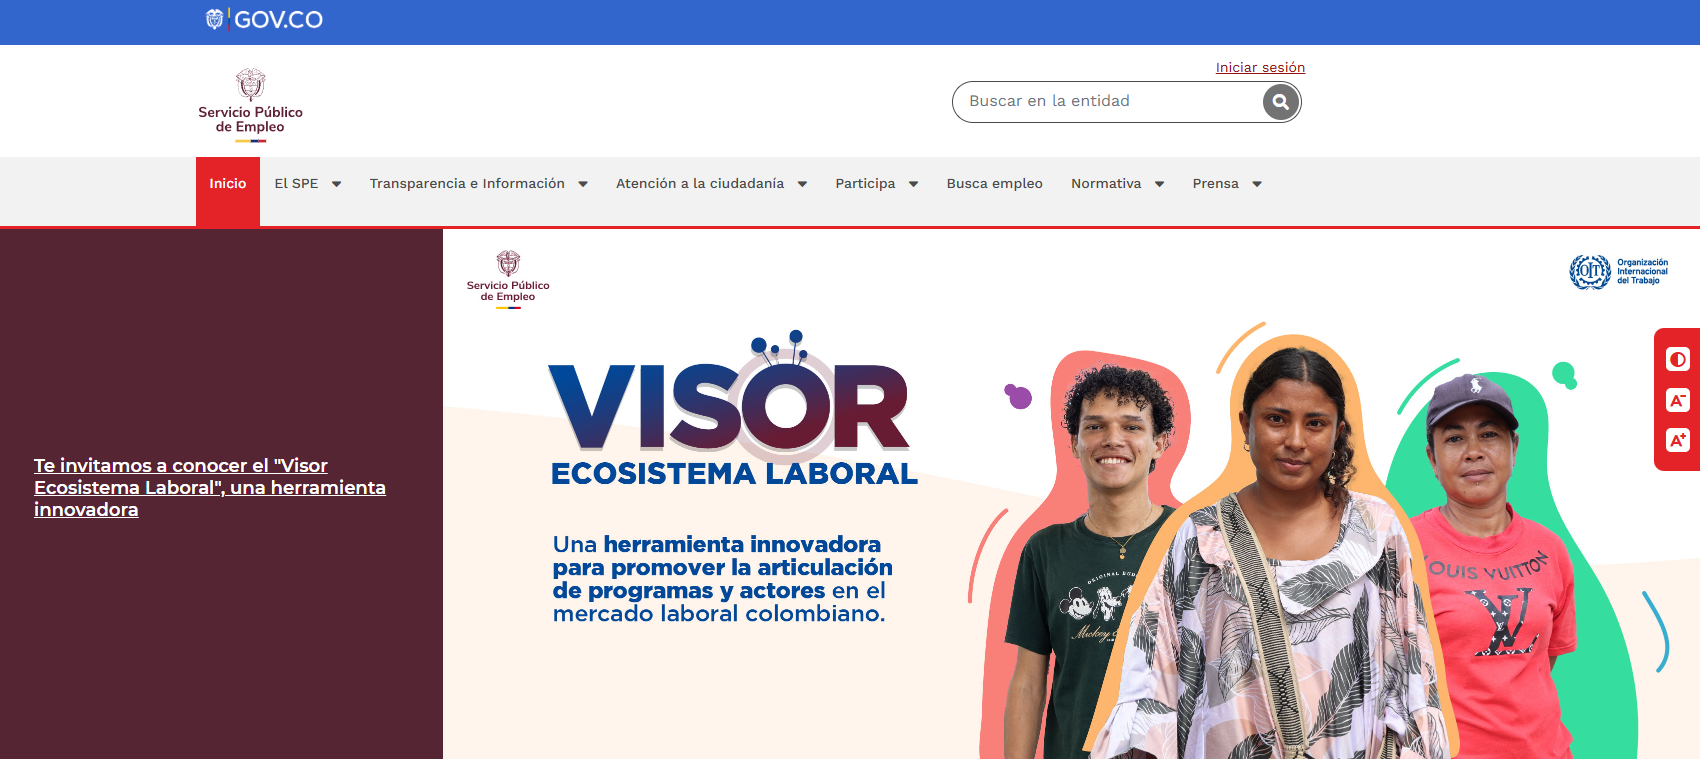 GOV.CO
Iniciar sesión
Buscar en la entidad
Servicio Público
de Empleo
Inicio
El SPE
Transparencia e Información
Atención a la ciudadanía
Participa
Busca empleo
Normativa
Prensa
Te invitamos a conocer el "Visor
Ecosistema Laboral", una herramienta
innovadora
Servicio Público
de Empleo
OIT
Organización
Internacional
del Trabajo
VISOR
ECOSISTEMA LABORAL
Una herramienta innovadora
para promover la articulación
de programas y actores en el
mercado laboral colombiano.
A-
A+
ORIGINAL
Mickey
LOUIS VUITTON
LV